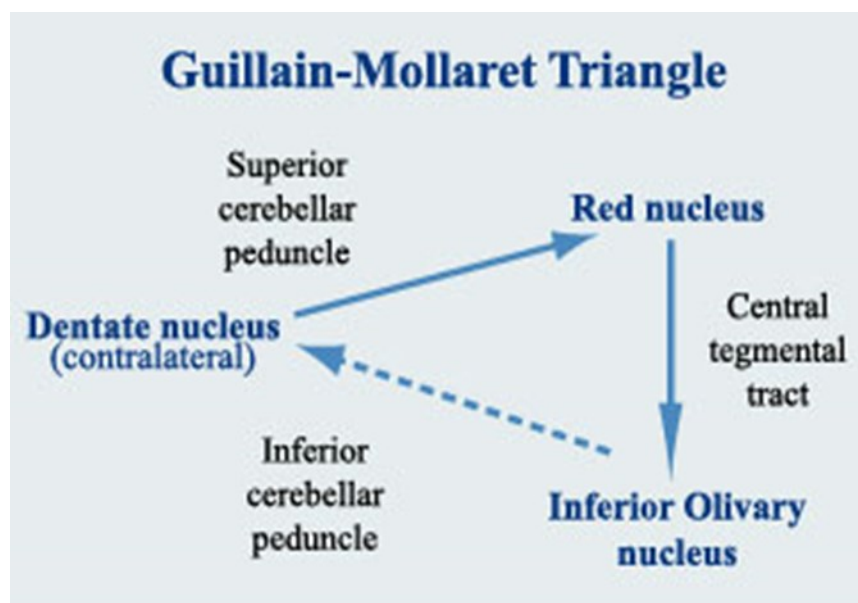 Guillain-Mollaret Triangle
Superior
cerebellar
peduncle
Red nucleus
Dentate nucleus
(contralateral)
Central
tegmental
tract
Inferior
cerebellar
peduncle
Inferior Olivary
nucleus